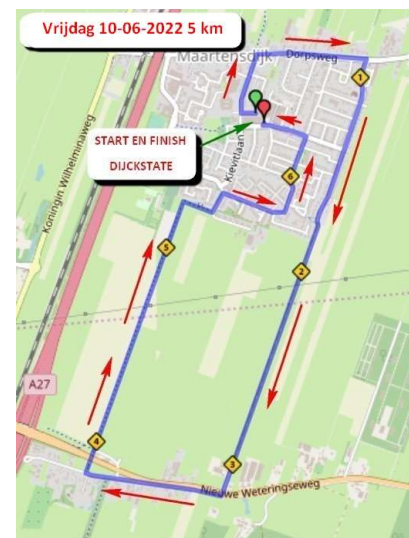 Vrijdag 10-06-2022 5 km
Maartensdijk
Dorpsweg
1
START EN FINISH
DIJCKSTATE
Kievitlaan
6
Koningin Wilhelminaweg
5
2
A27
4
3
Nieuwe Weteringseweg